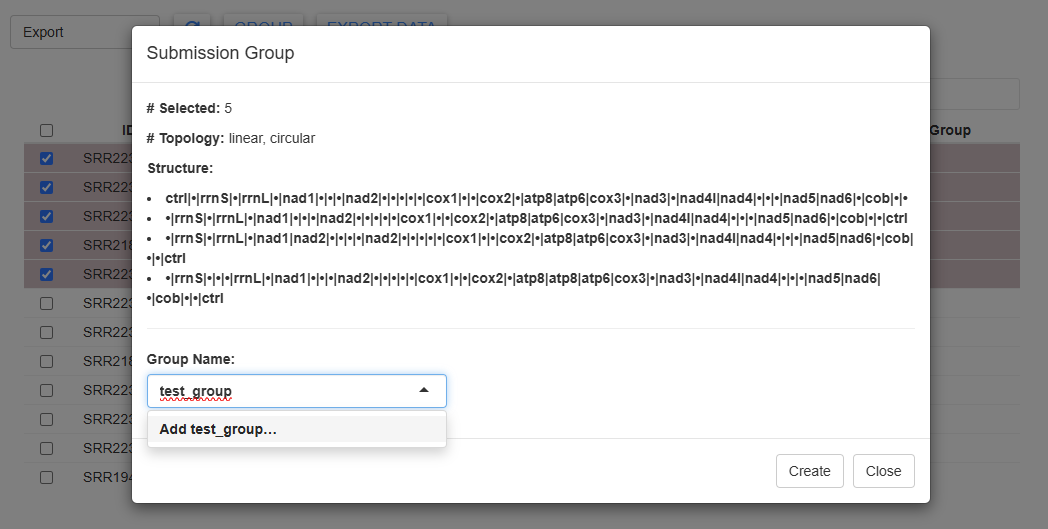 Export
GROUP
EXPORT DATA
Submission Group
# Selected: 5
# Topology: linear, circular
Structure:
• ctrl|•|rrnS|•|rrnL|•|nad1|•|•|•|nad2|•|•|•|•|•|cox1|•|•|cox2|•|atp8|atp6|cox3|•|nad3|•|nad4l|nad4|•|•|•|nad5|nad6|•|cob|•|•
• •|rrnS|•|rrnL|•|nad1|•|•|•|nad2|•|•|•|•|•|cox1|•|•|cox2|•|atp8|atp6|cox3|•|nad3|•|nad4l|nad4|•|•|•|nad5|nad6|•|cob|•|•|ctrl
• •|rrnS|•|rrnL|•|nad1|nad2|•|•|•|•|nad2|•|•|•|•|•|cox1|•|•|cox2|•|atp8|atp6|cox3|•|nad3|•|nad4l|nad4|•|•|•|nad5|nad6|•|cob|
•|•|ctrl
• •|rrnS|•|•|•|rrnL|•|nad1|•|•|•|nad2|•|•|•|•|•|cox1|•|•|cox2|•|atp8|atp8|atp6|cox3|•|nad3|•|nad4l|nad4|•|•|•|nad5|nad6|
•|cob|•|•|ctrl
Group Name:
test_group
Add test_group…
Create
Close
Group
SRR223
SRR223
SRR223
SRR218
SRR223
SRR223
SRR223
SRR218
SRR223
SRR223
SRR223
SRR194